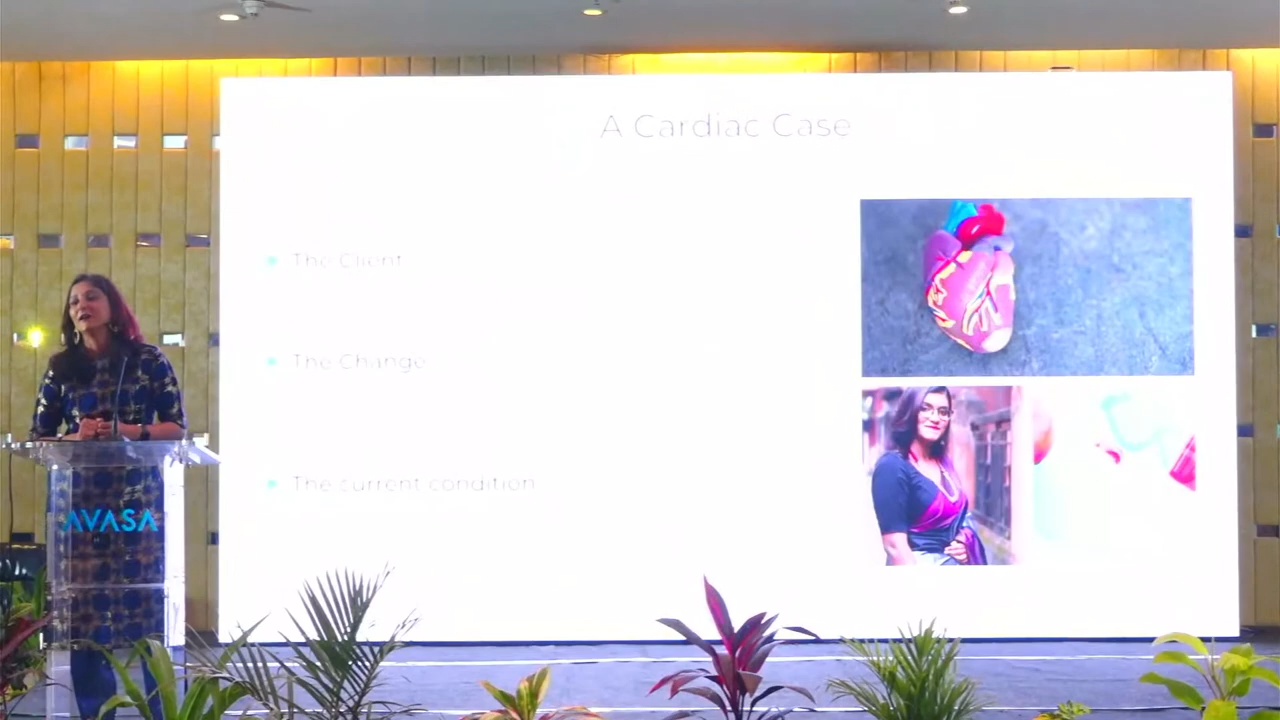 A Cardiac Case
The Client
The Change
The current condition
AVASA